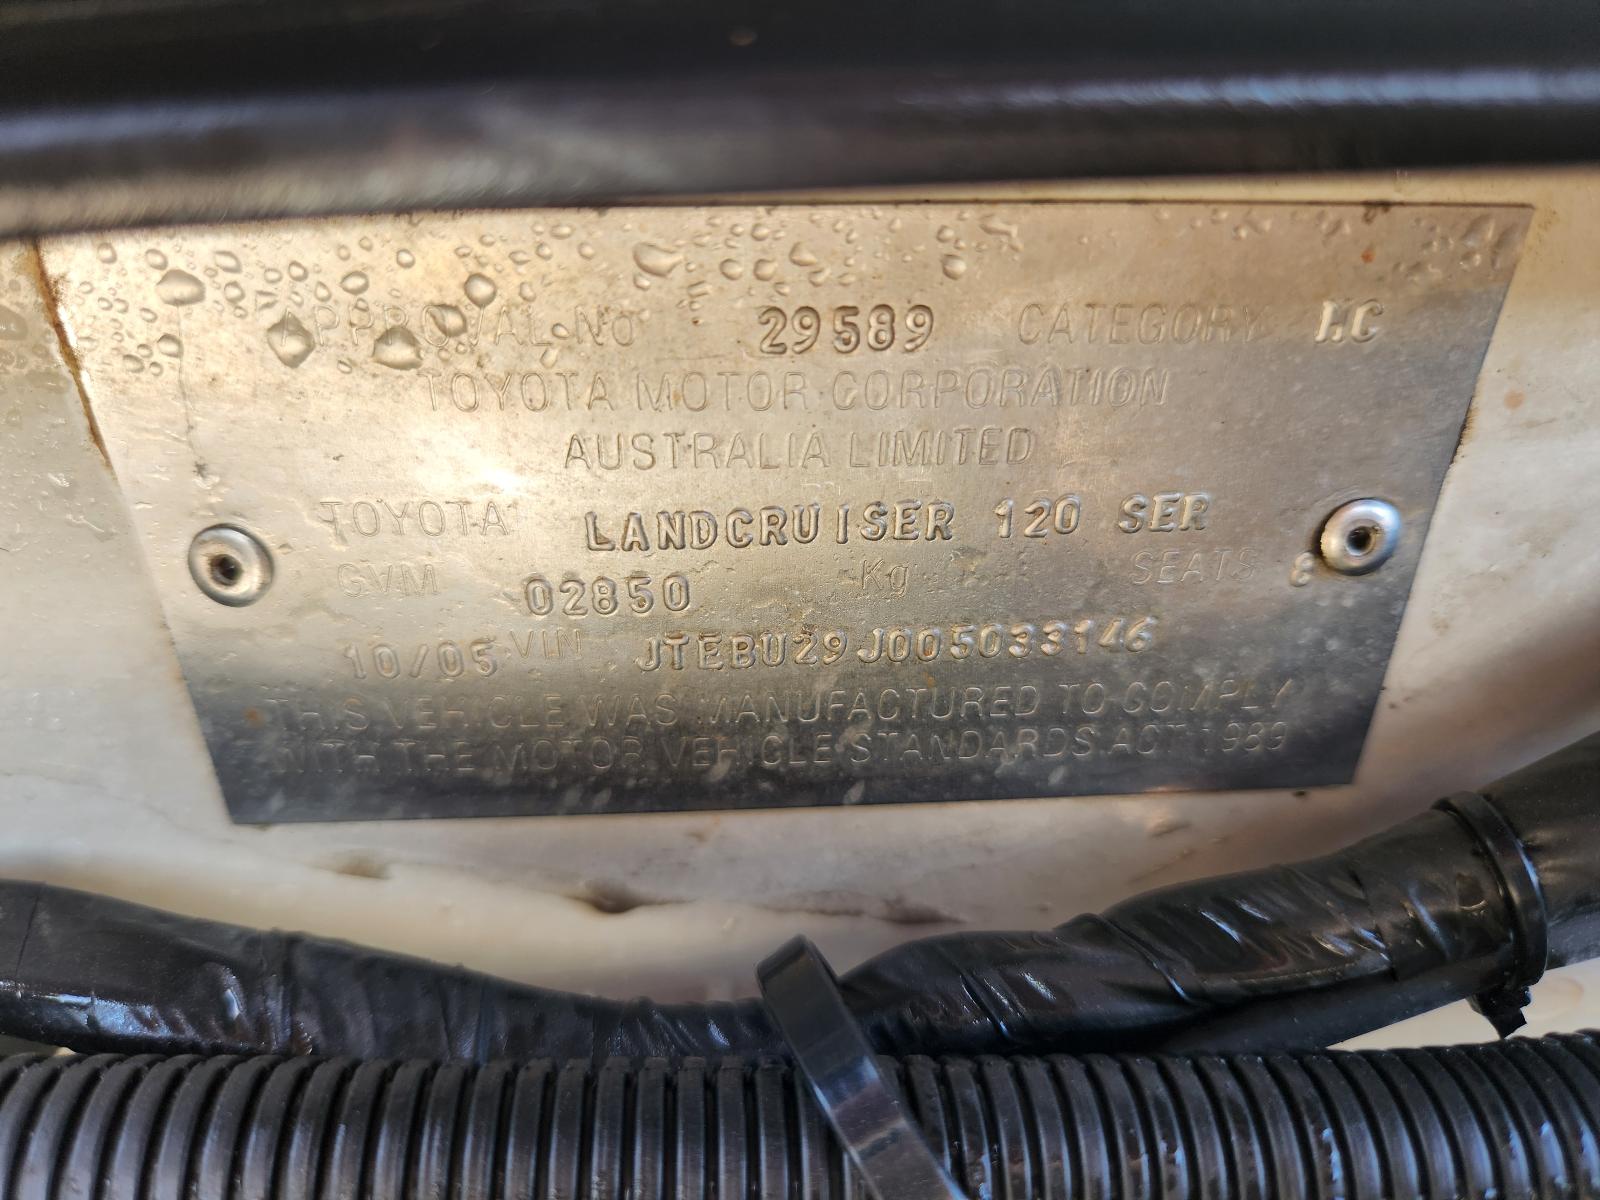 APPROVAL No 29589 CATEGORY MC
TOYOTA MOTOR CORPORATION
AUSTRALIA LIMITED
TOYOTA LANDCRUISER 120 SER
GVM 02850 Kg SEATS 8
10/05 VIN JTEBU29J005033146
THIS VEHICLE WAS MANUFACTURED TO COMPLY
WITH THE MOTOR VEHICLE STANDARDS ACT 1989